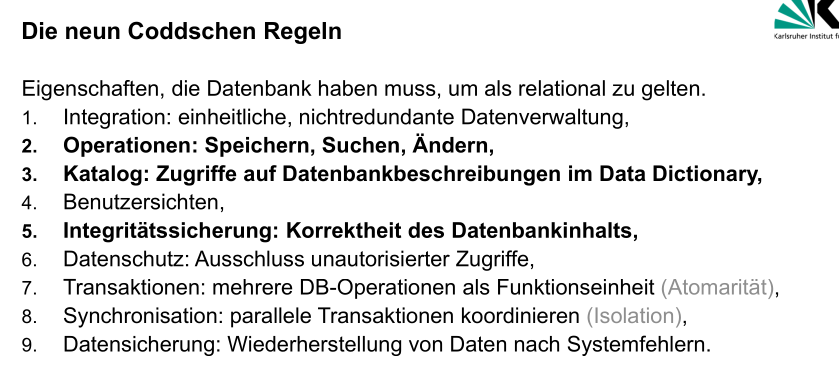 Die neun Coddschen Regeln
Karlsruher Institut
Eigenschaften, die Datenbank haben muss, um als relational zu gelten.
1. Integration: einheitliche, nichtredundante Datenverwaltung,
2. Operationen: Speichern, Suchen, Ändern,
3. Katalog: Zugriffe auf Datenbankbeschreibungen im Data Dictionary,
4. Benutzersichten,
5. Integritätssicherung: Korrektheit des Datenbankinhalts,
6. Datenschutz: Ausschluss unautorisierter Zugriffe,
7. Transaktionen: mehrere DB-Operationen als Funktionseinheit (Atomarität),
8. Synchronisation: parallele Transaktionen koordinieren (Isolation),
9. Datensicherung: Wiederherstellung von Daten nach Systemfehlern.